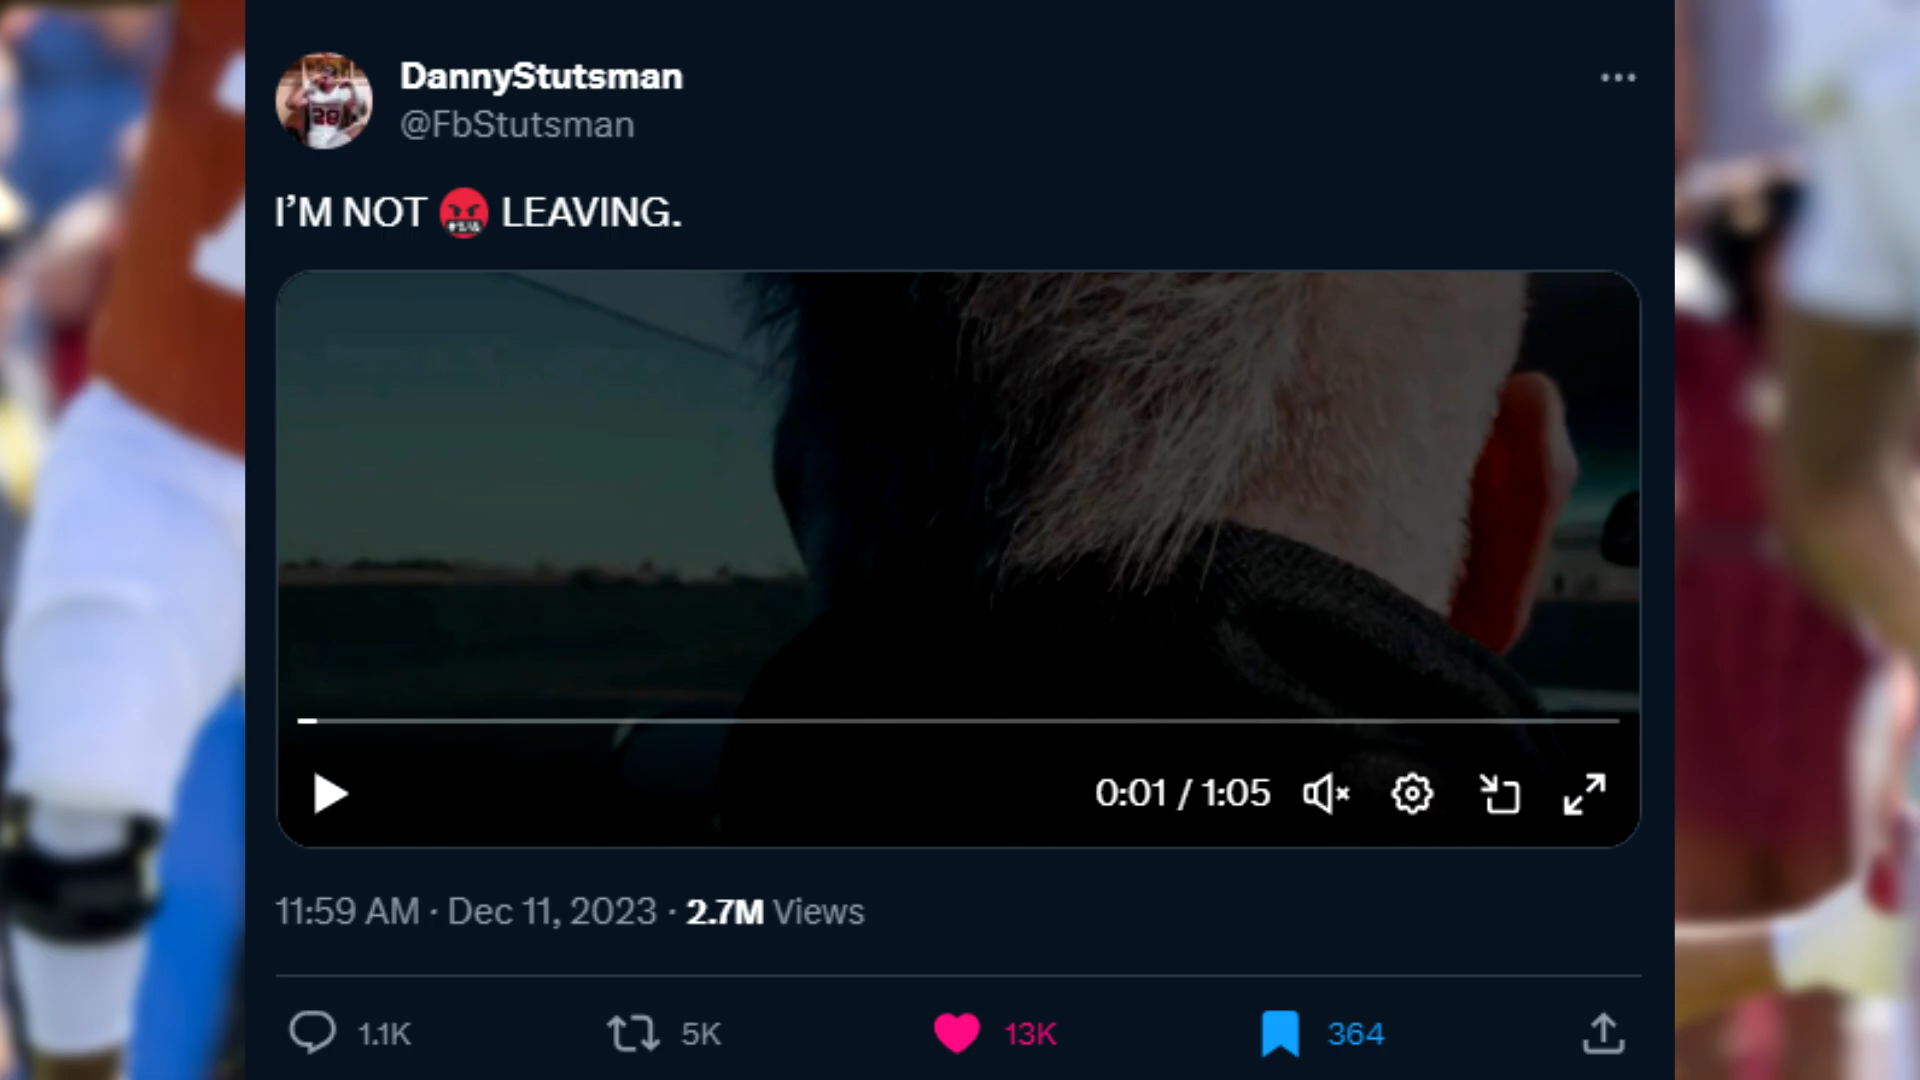 DannyStutsman
@FbStutsman
I’M NOT 🤬 LEAVING.
0:01 / 1:05
11:59 AM · Dec 11, 2023 · 2.7M Views
1.1K 5K 13K 364